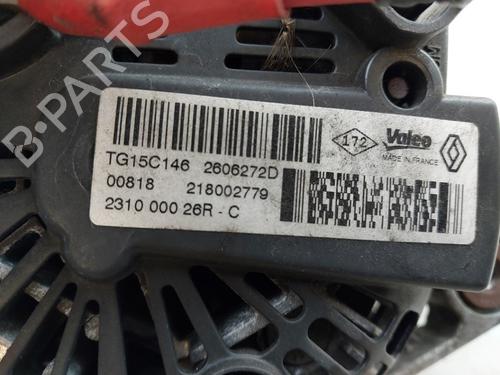 B-PARTS
172 Valeo
MADE IN FRANCE
TG15C146 2606272D
00818 218002779
2310 000 26R - C